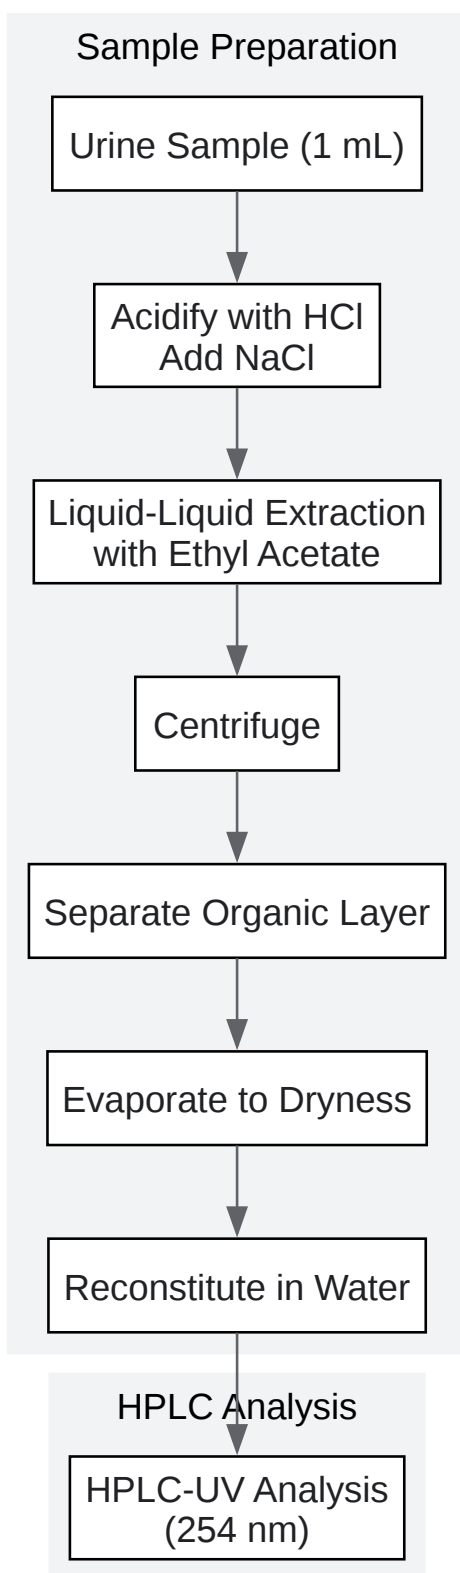 Sample Preparation
Urine Sample (1 mL)
Acidify with HCl
Add NaCl
Liquid-Liquid Extraction
with Ethyl Acetate
Centrifuge
Separate Organic Layer
Evaporate to Dryness
Reconstitute in Water
HPLC Analysis
HPLC-UV Analysis
(254 nm)